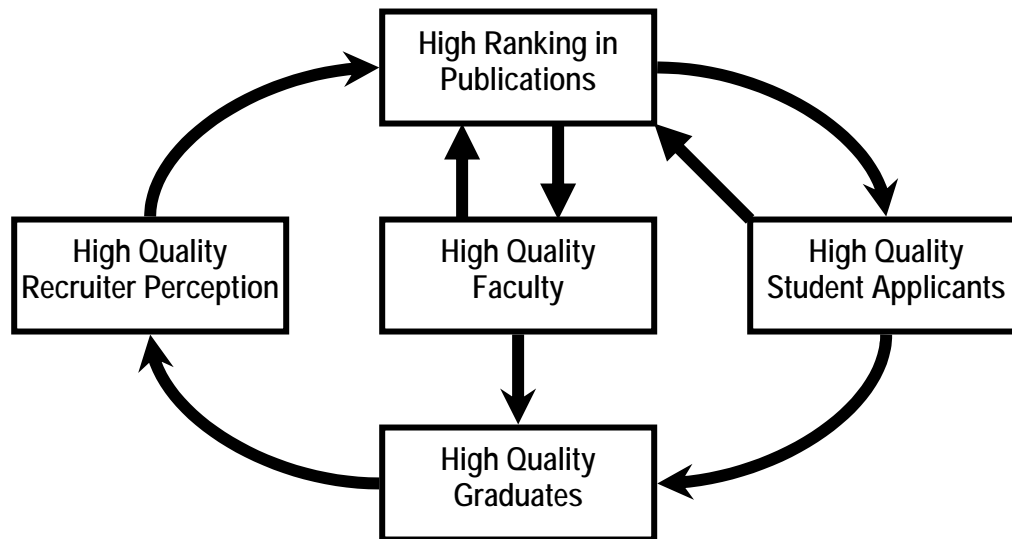 High Ranking in
Publications
High Quality
Recruiter Perception
High Quality
Faculty
High Quality
Student Applicants
High Quality
Graduates